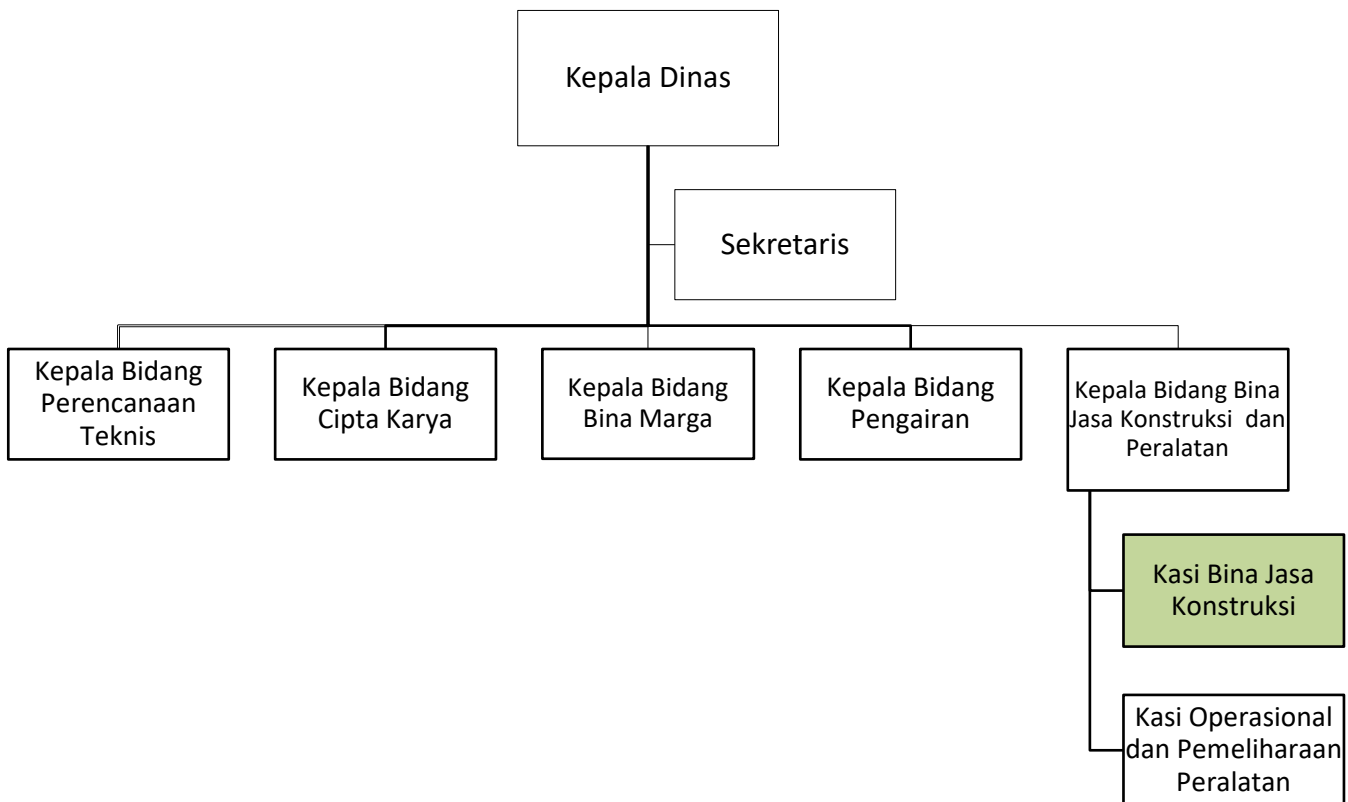 Kepala Dinas
Sekretaris
Kepala Bidang
Perencanaan
Teknis
Kepala Bidang
Cipta Karya
Kepala Bidang
Bina Marga
Kepala Bidang
Pengairan
Kepala Bidang Bina
Jasa Konstruksi dan
Peralatan
Kasi Bina Jasa
Konstruksi
Kasi Operasional
dan Pemeliharaan
Peralatan